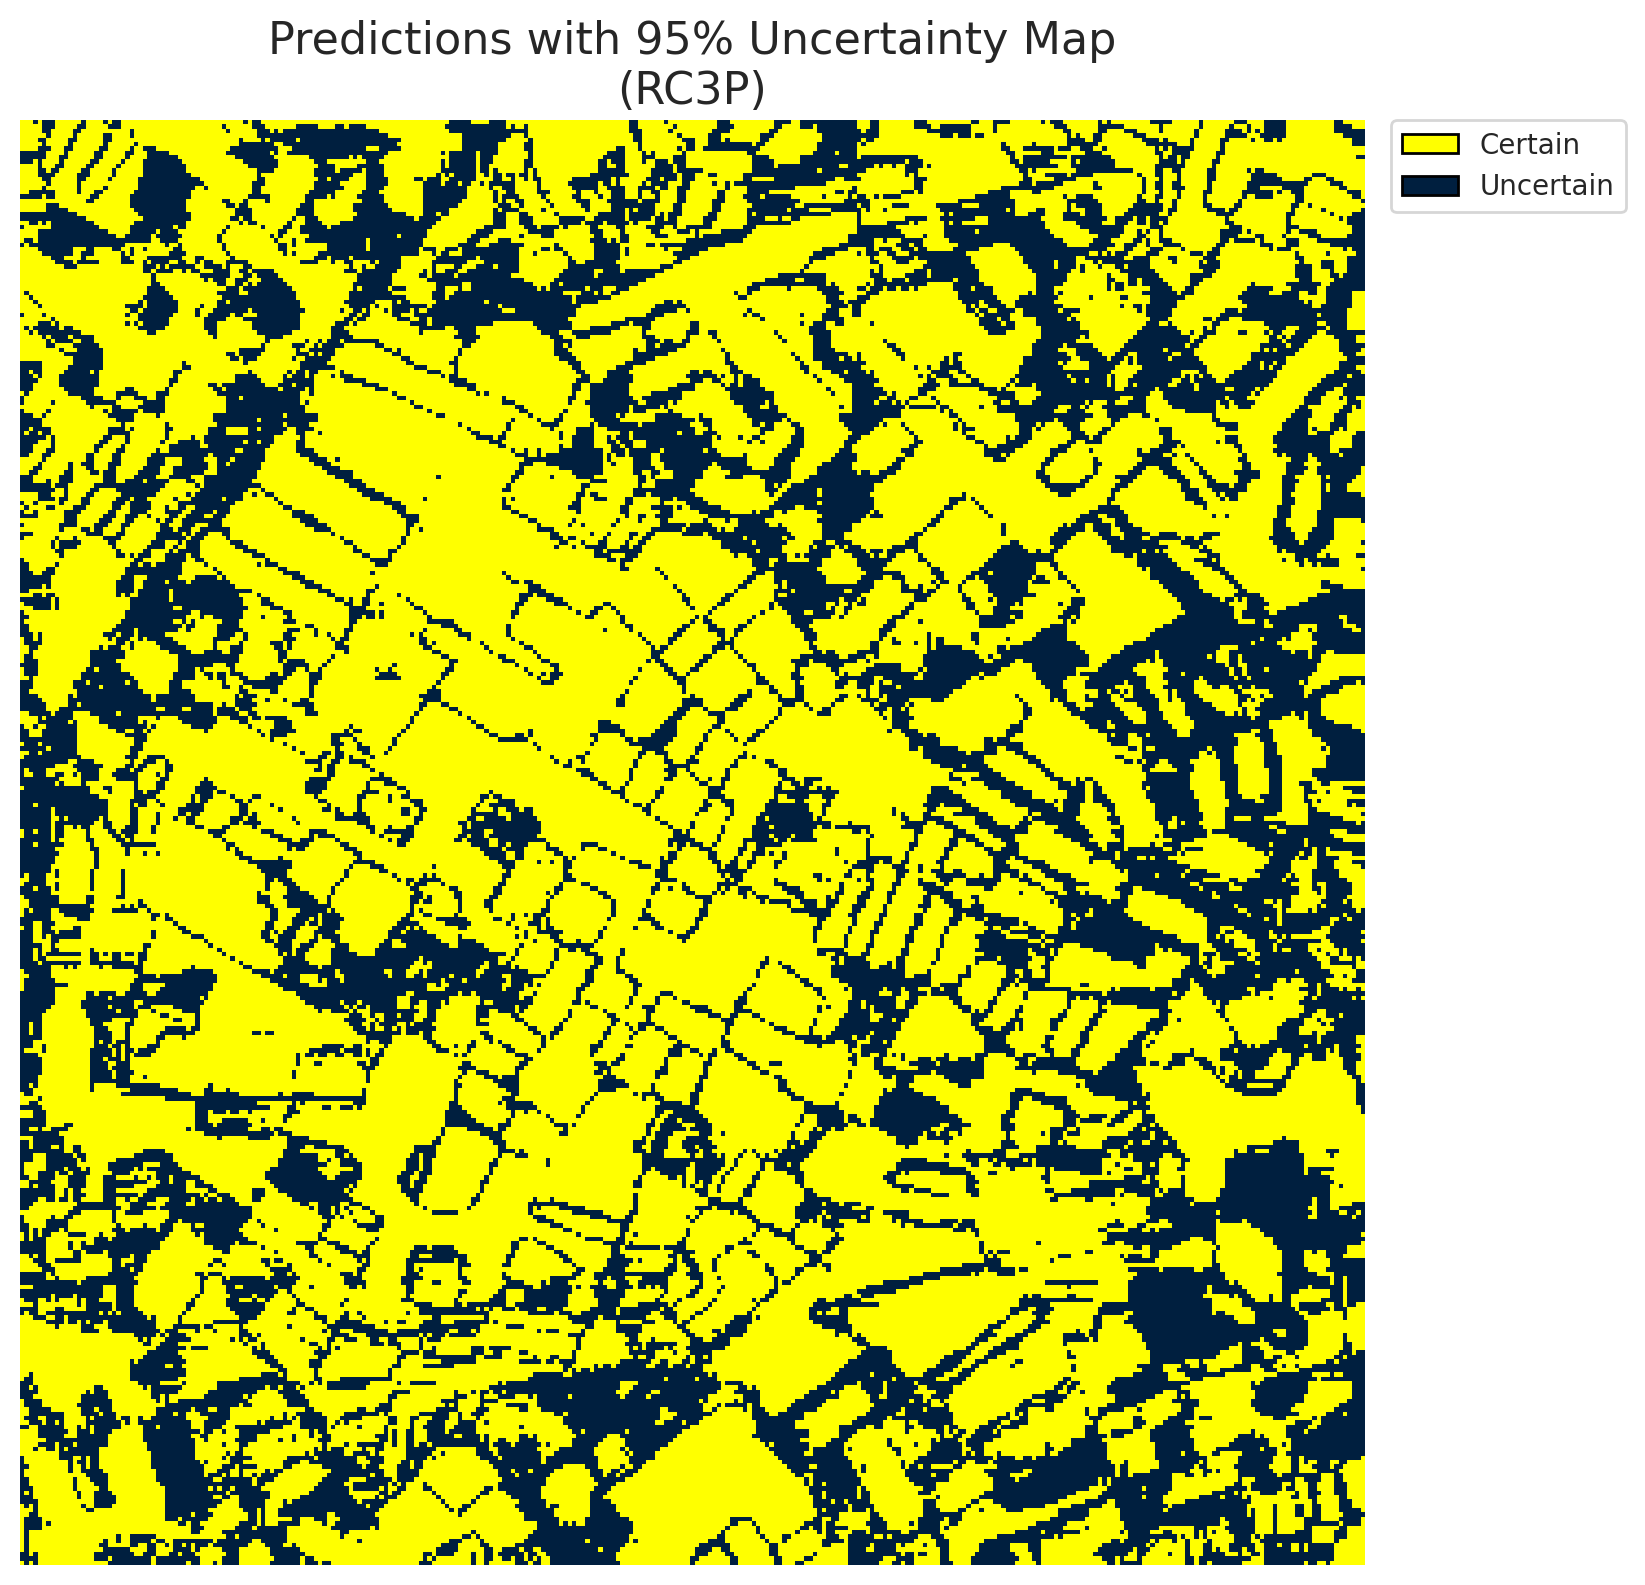 Predictions with 95% Uncertainty Map
(RC3P)
Certain
Uncertain